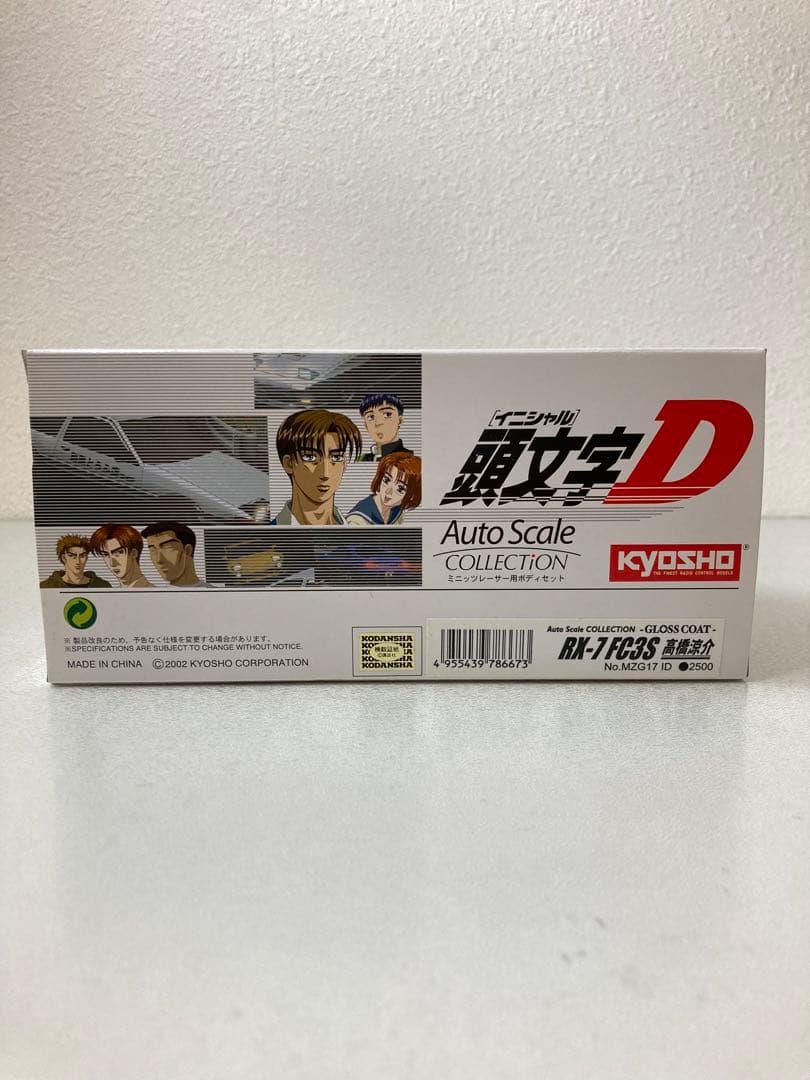 [イニシャル]
頭文字D
Auto Scale
COLLECTiON
ミニッツレーサー用ボディセット
KYOSHO®
THE FINEST RADIO CONTROL MODELS
※製品改良のため、予告なく仕様を変更する場合があります。
※SPECIFICATIONS ARE SUBJECT TO CHANGE WITHOUT NOTICE.
MADE IN CHINA ©2002 KYOSHO CORPORATION
KODANSHA
講談社
KODANSHA
4 955439 786673
Auto Scale COLLECTiON -GLOSS COAT-
RX-7 FC3S 高橋涼介
No.MZG17 ID ●2500